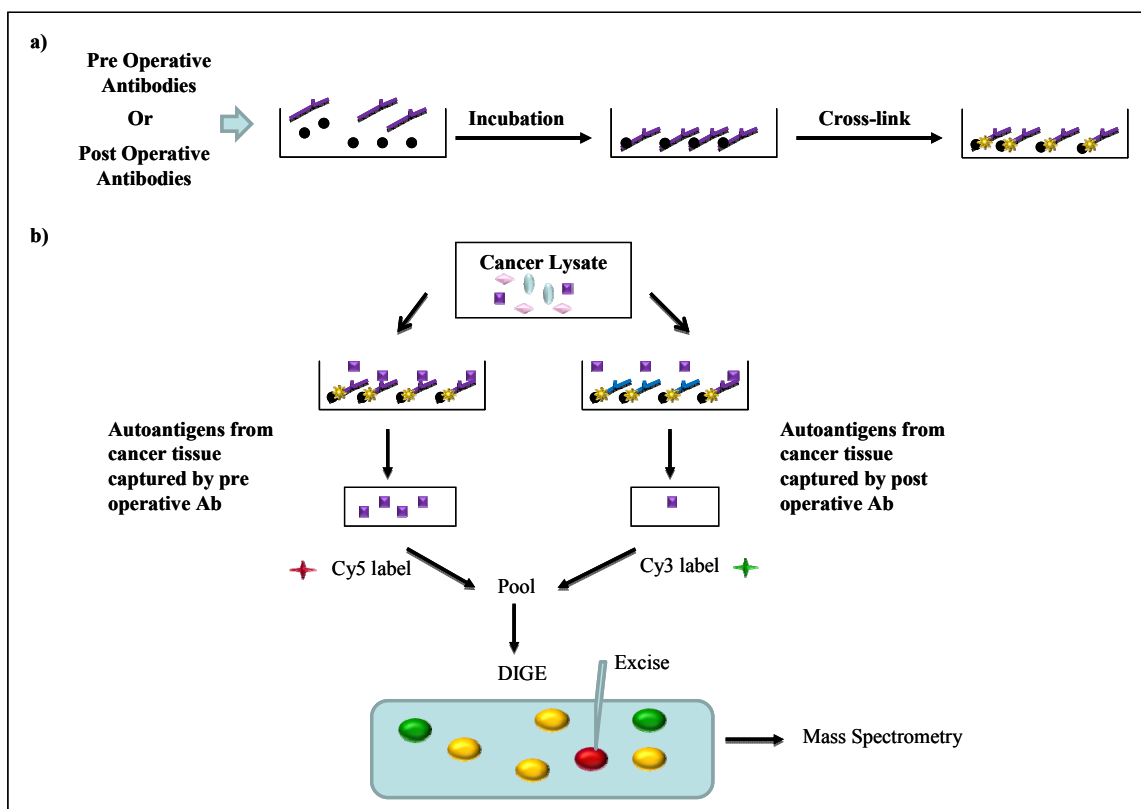 a)
Pre Operative
Antibodies
Or
Post Operative
Antibodies
Incubation
Cross-link
b)
Cancer Lysate
Autoantigens from
cancer tissue
captured by pre
operative Ab
Autoantigens from
cancer tissue
captured by post
operative Ab
Cy5 label
Cy3 label
Pool
DIGE
Excise
Mass Spectrometry